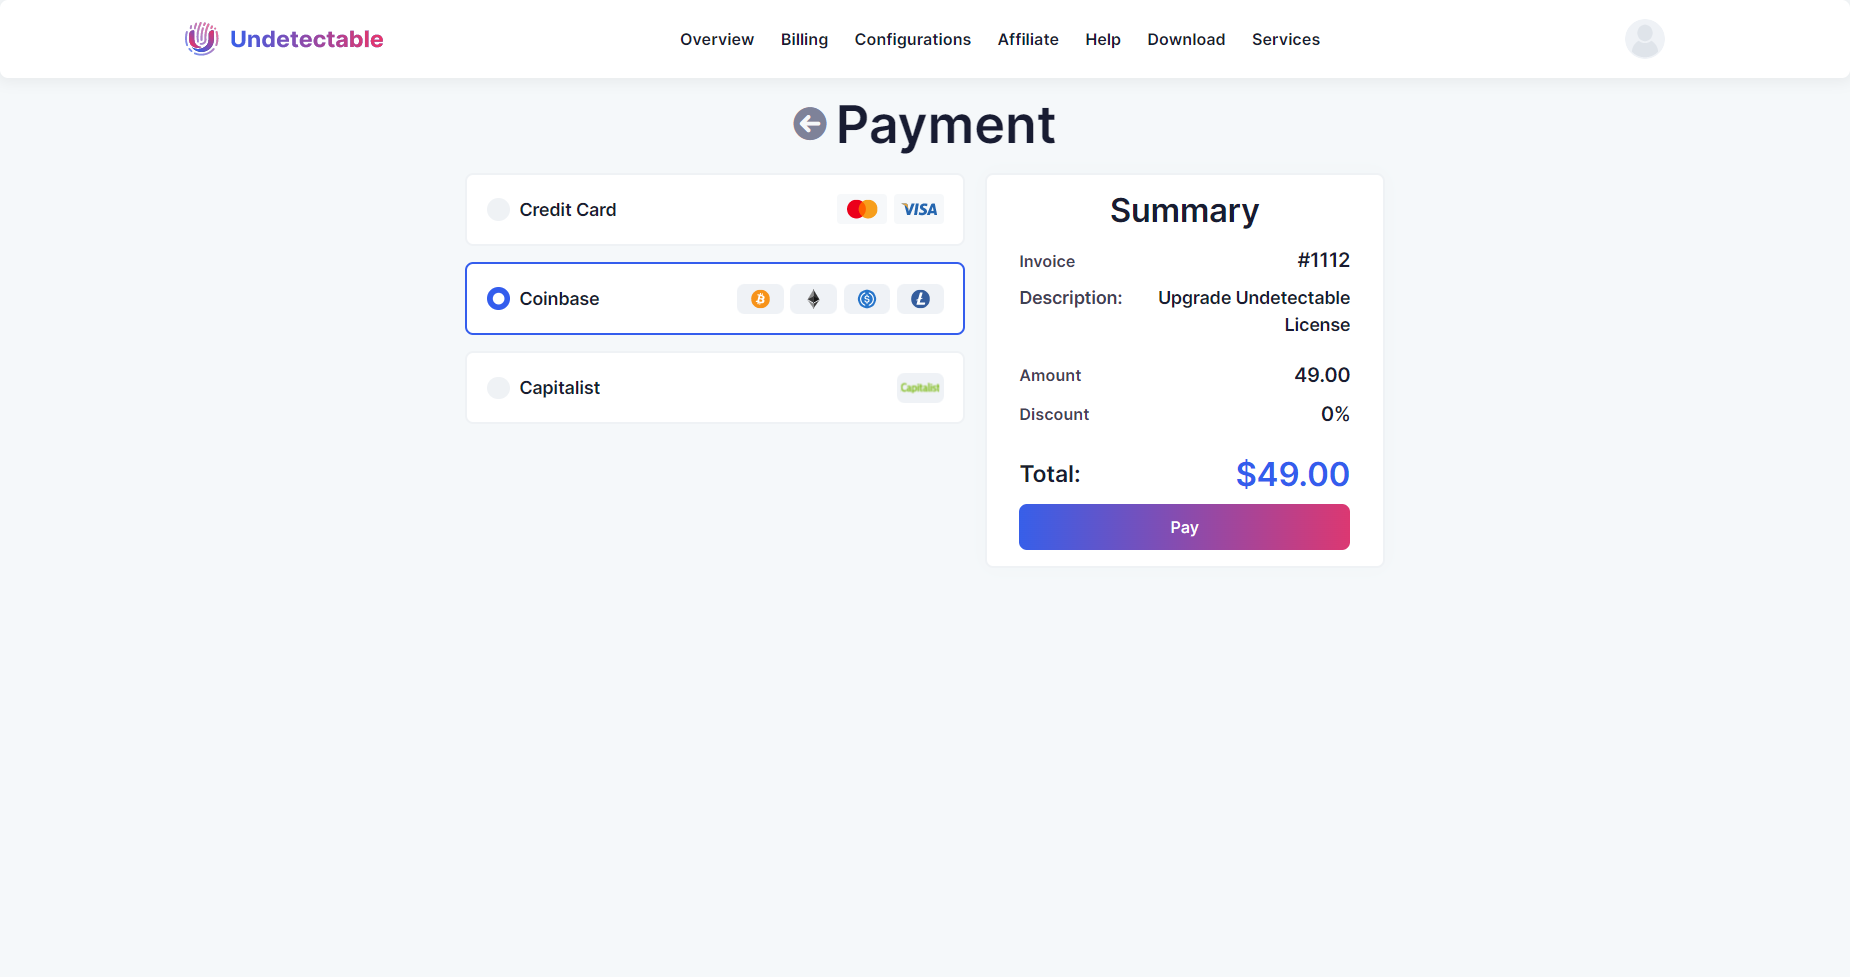 Undetectable
Overview Billing Configurations Affiliate Help Download Services
Payment
Credit Card VISA
Coinbase
Capitalist Capitalist
Summary
Invoice #1112
Description: Upgrade Undetectable
License
Amount 49.00
Discount 0%
Total: $49.00
Pay